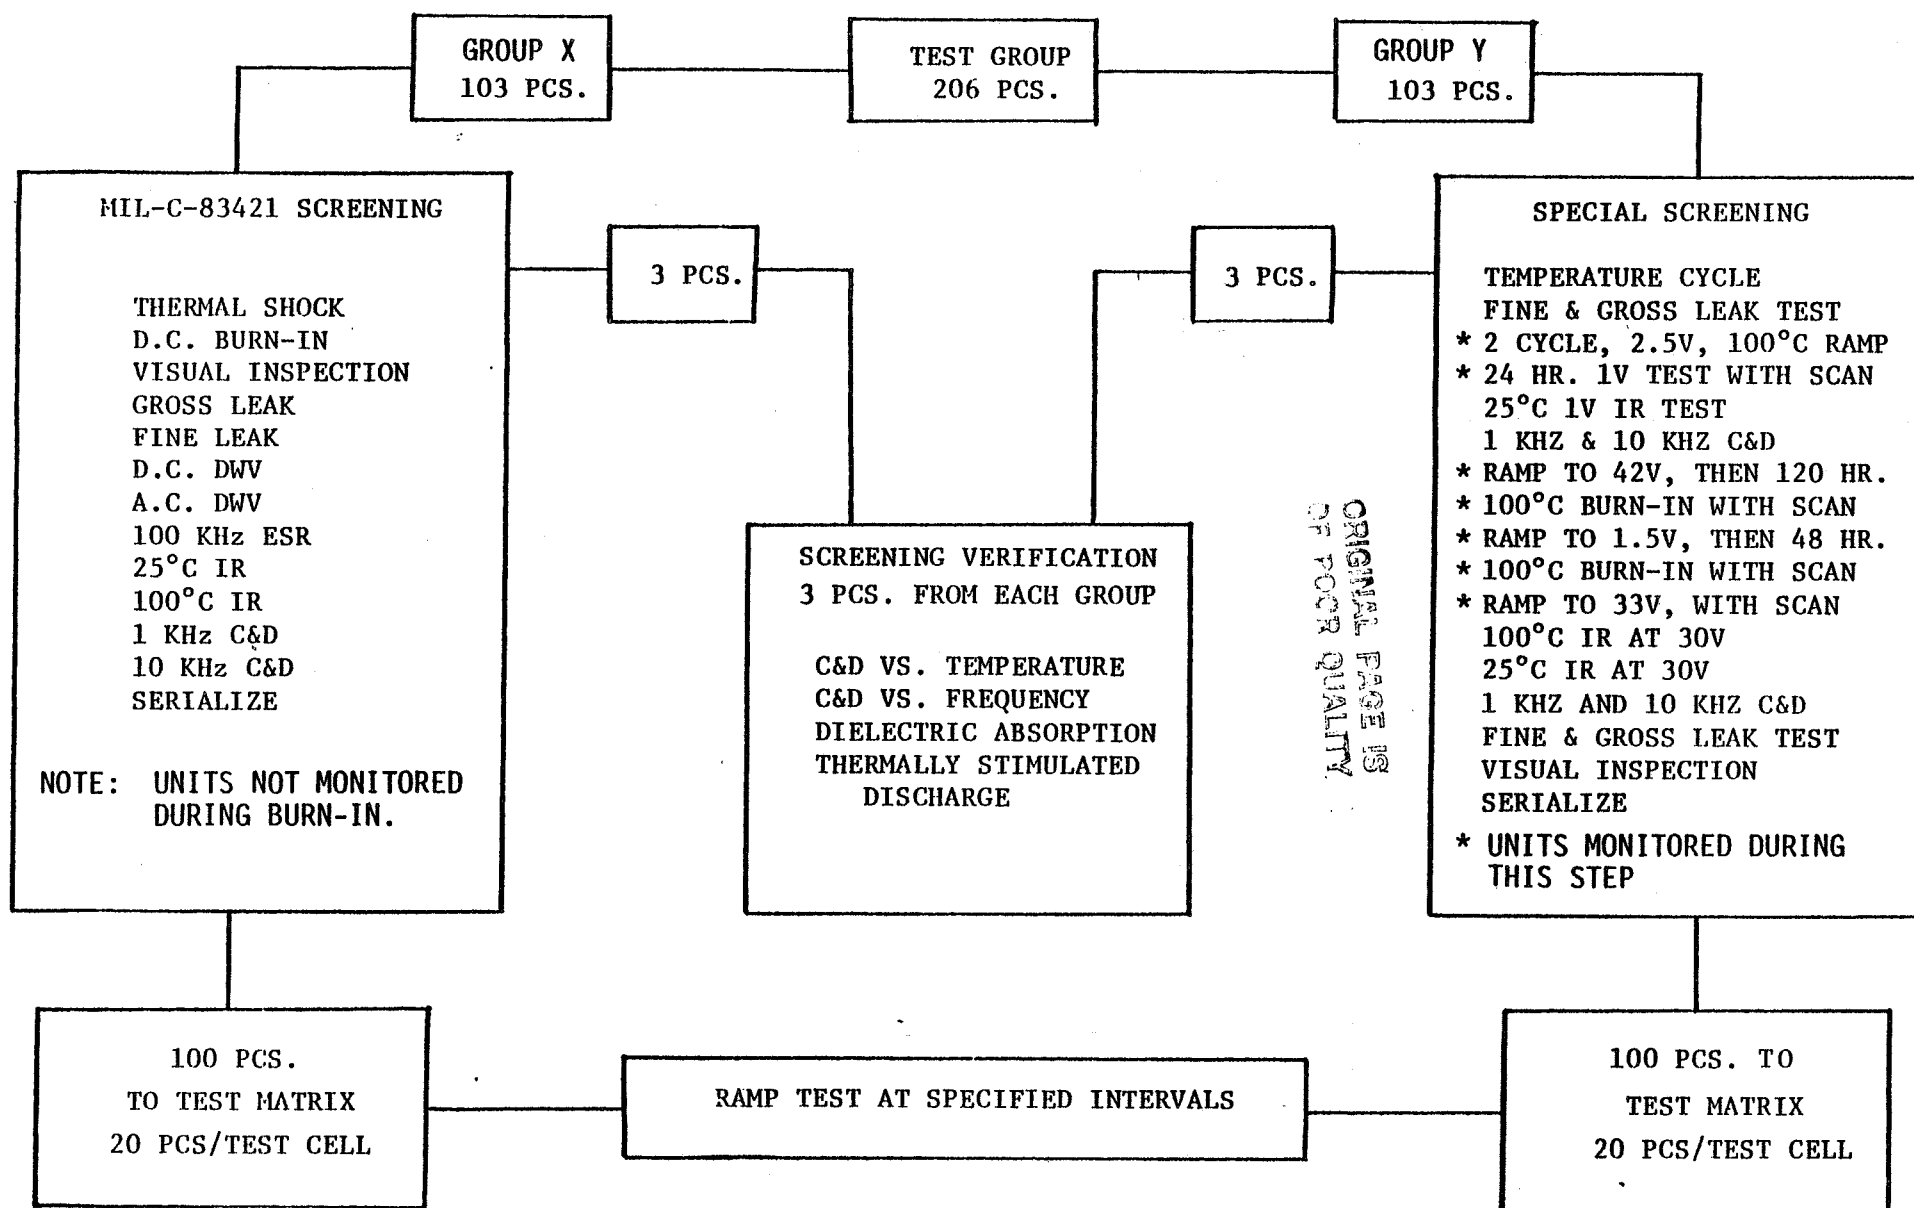 GROUP X
103 PCS.
TEST GROUP
206 PCS.
GROUP Y
103 PCS.
MIL-C-83421 SCREENING
THERMAL SHOCK
D.C. BURN-IN
VISUAL INSPECTION
GROSS LEAK
FINE LEAK
D.C. DWV
A.C. DWV
100 KHz ESR
25°C IR
100°C IR
1 KHz C&D
10 KHz C&D
SERIALIZE
NOTE: UNITS NOT MONITORED
DURING BURN-IN.
3 PCS.
3 PCS.
SCREENING VERIFICATION
3 PCS. FROM EACH GROUP
C&D VS. TEMPERATURE
C&D VS. FREQUENCY
DIELECTRIC ABSORPTION
THERMALLY STIMULATED
DISCHARGE
ORIGINAL PAGE IS
OF POOR QUALITY
SPECIAL SCREENING
TEMPERATURE CYCLE
FINE & GROSS LEAK TEST
* 2 CYCLE, 2.5V, 100°C RAMP
* 24 HR. 1V TEST WITH SCAN
25°C 1V IR TEST
1 KHZ & 10 KHZ C&D
* RAMP TO 42V, THEN 120 HR.
* 100°C BURN-IN WITH SCAN
* RAMP TO 1.5V, THEN 48 HR.
* 100°C BURN-IN WITH SCAN
* RAMP TO 33V, WITH SCAN
100°C IR AT 30V
25°C IR AT 30V
1 KHZ AND 10 KHZ C&D
FINE & GROSS LEAK TEST
VISUAL INSPECTION
SERIALIZE
* UNITS MONITORED DURING
THIS STEP
100 PCS.
TO TEST MATRIX
20 PCS/TEST CELL
RAMP TEST AT SPECIFIED INTERVALS
100 PCS. TO
TEST MATRIX
20 PCS/TEST CELL